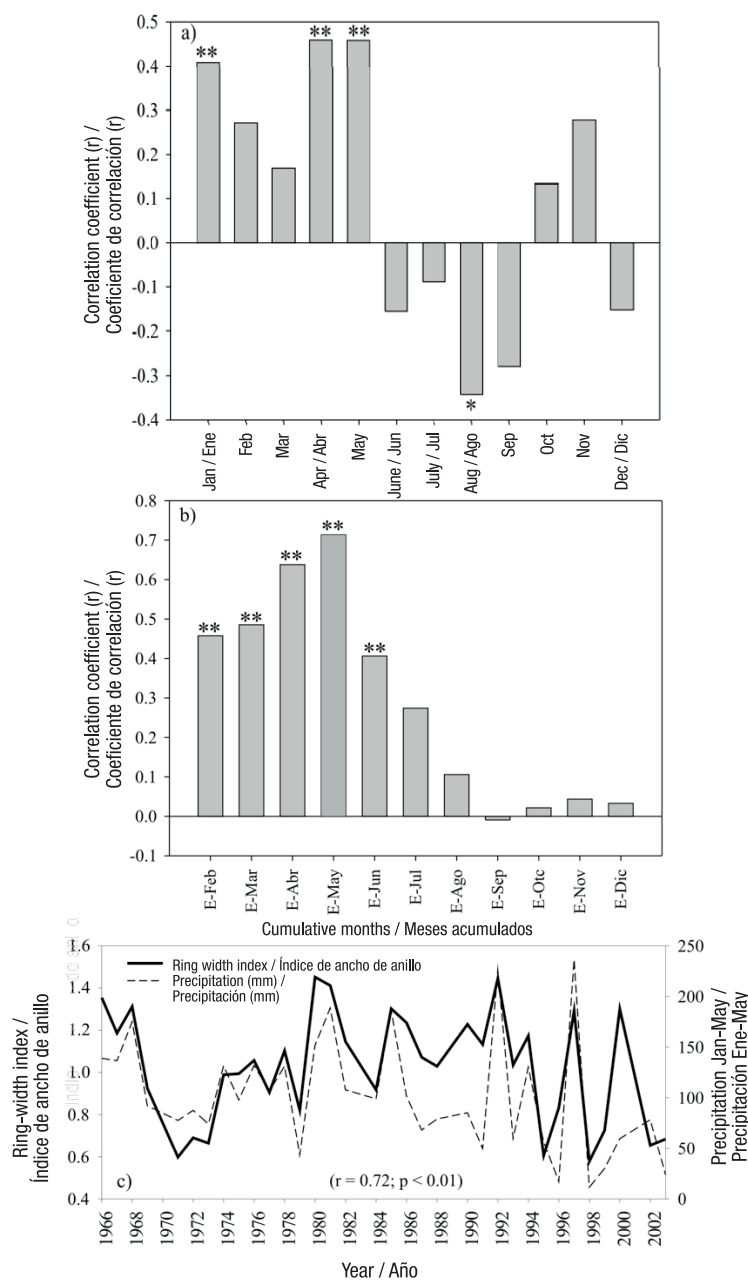 a)
Correlation coefficient (r) /
Coeficiente de correlación (r)
0.5
0.4
0.3
0.2
0.1
0.0
-0.1
-0.2
-0.3
-0.4
**
**
**
*
Jan / Ene
Feb
Mar
Apr / Abr
May
June / Jun
July / Jul
Aug / Ago
Sep
Oct
Nov
Dec / Dic
b)
Correlation coefficient (r) /
Coeficiente de correlación (r)
0.8
0.7
0.6
0.5
0.4
0.3
0.2
0.1
0.0
-0.1
**
**
**
**
**
E-Feb
E-Mar
E-Abr
E-May
E-Jun
E-Jul
E-Ago
E-Sep
E-Otc
E-Nov
E-Dic
Cumulative months / Meses acumulados
Ring-width index /
Índice de ancho de anillo
1.6
1.4
1.2
1.0
0.8
0.6
0.4
Ring width index / Índice de ancho de anillo
Precipitation (mm) /
Precipitación (mm)
c)
(r = 0.72; p < 0.01)
250
200
150
100
50
0
Precipitation Jan-May /
Precipitación Ene-May
1966
1968
1970
1972
1974
1976
1978
1980
1982
1984
1986
1988
1990
1992
1994
1996
1998
2000
2002
Year / Año